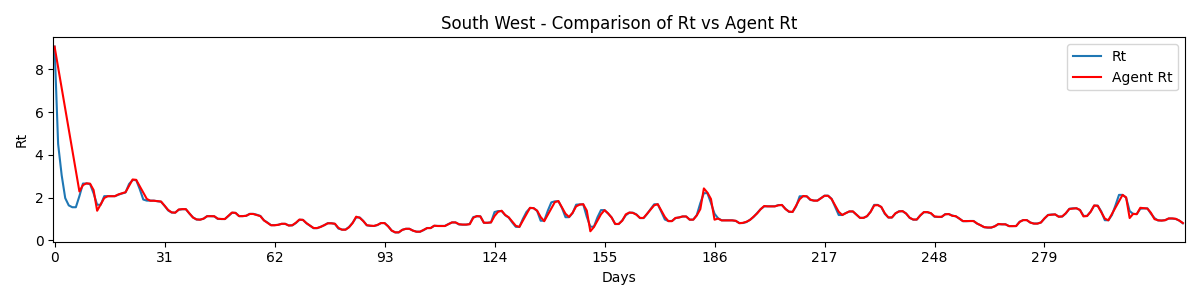 South West - Comparison of Rt vs Agent Rt
Rt
Agent Rt
Rt
8
6
4
2
0
0 31 62 93 124 155 186 217 248 279
Days